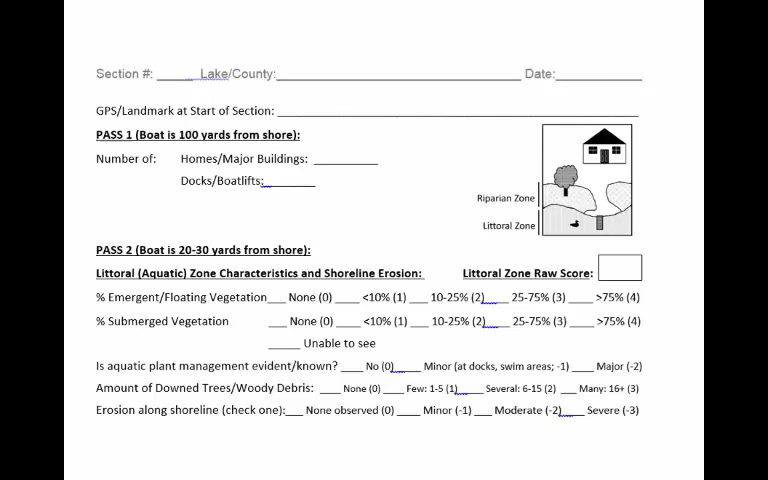 Section #: ______ Lake/County:____________________________________ Date:_____________
GPS/Landmark at Start of Section: ____________________________________________________
PASS 1 (Boat is 100 yards from shore):
Number of: Homes/Major Buildings: __________
Docks/Boatlifts:________
Riparian Zone
Littoral Zone
PASS 2 (Boat is 20-30 yards from shore):
Littoral (Aquatic) Zone Characteristics and Shoreline Erosion: Littoral Zone Raw Score:
% Emergent/Floating Vegetation___ None (0) ____ <10% (1) ___ 10-25% (2)____ 25-75% (3) ____ >75% (4)
% Submerged Vegetation ___ None (0) ____ <10% (1) ___ 10-25% (2)____ 25-75% (3) ____ >75% (4)
_____ Unable to see
Is aquatic plant management evident/known? ____ No (0)_____ Minor (at docks, swim areas; -1) ____ Major (-2)
Amount of Downed Trees/Woody Debris: ____ None (0) ____ Few: 1-5 (1)_____ Several: 6-15 (2) ___ Many: 16+ (3)
Erosion along shoreline (check one):___ None observed (0) ____ Minor (-1) ___ Moderate (-2)____ Severe (-3)